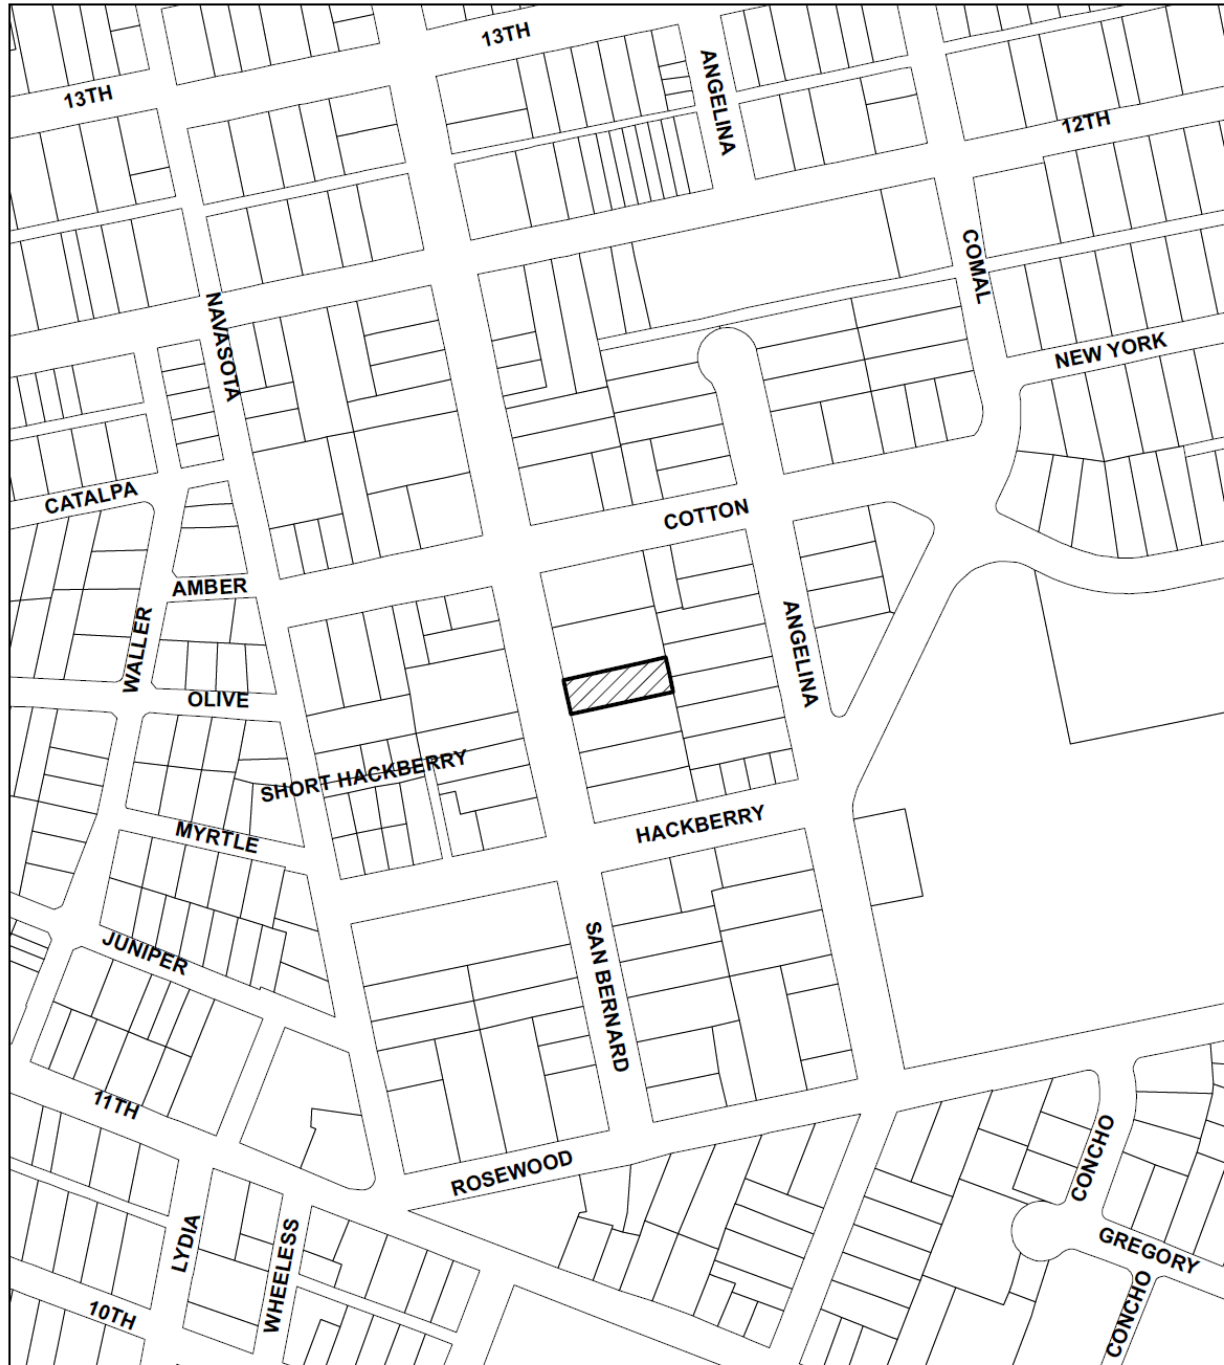 13TH
13TH
ANGELINA
12TH
COMAL
NAVASOTA
NEW YORK
CATALPA
COTTON
AMBER
WALLER
ANGELINA
OLIVE
SHORT HACKBERRY
HACKBERRY
MYRTLE
JUNIPER
SAN BERNARD
11TH
ROSEWOOD
CONCHO
LYDIA
WHEELESS
GREGORY
10TH
CONCHO